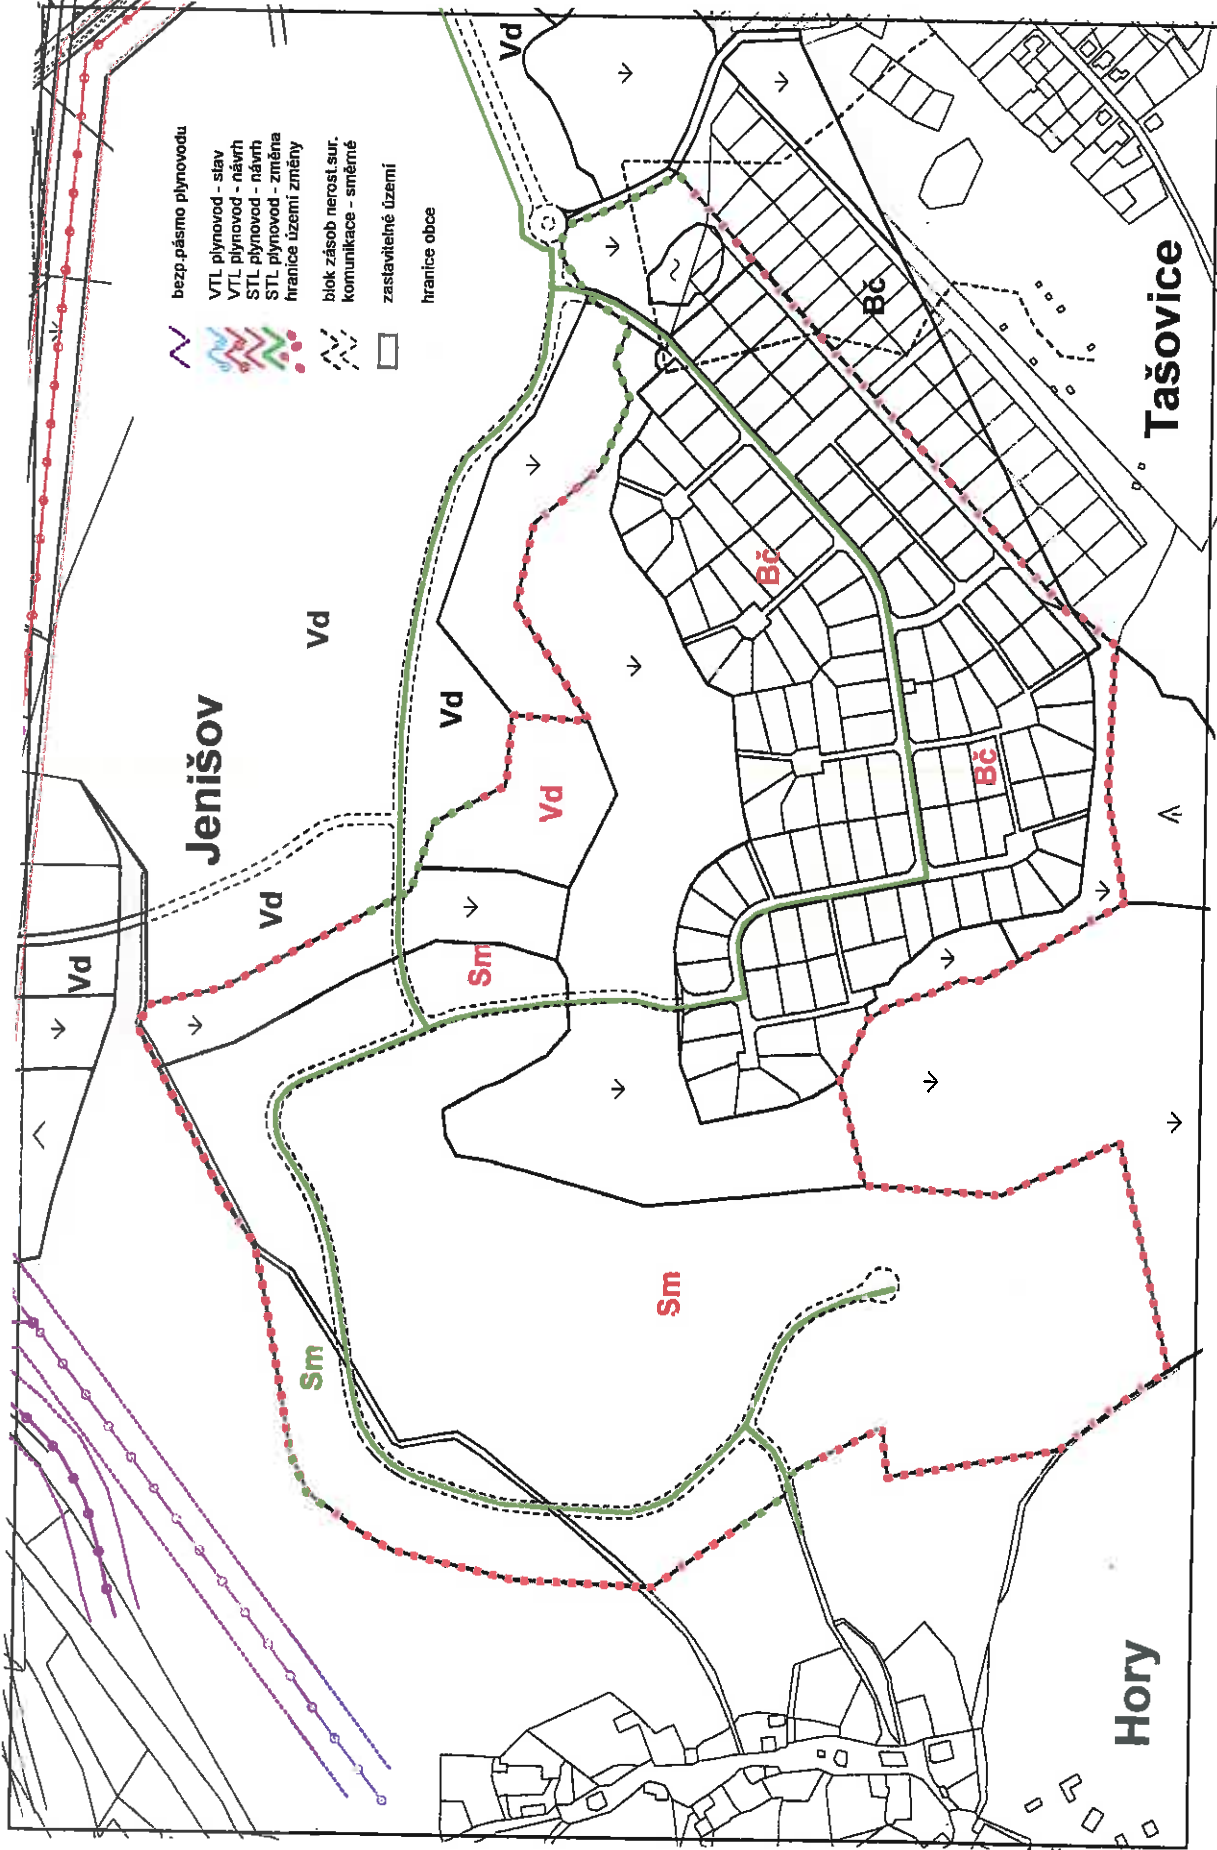 bezp.pásmo plynovodu
VTL plynovod - stav
VTL plynovod - návrh
STL plynovod - návrh
STL plynovod - změna
hranice území změny
blok zásob nerost.sur.
komunikace - směrné
zastavitelné území
hranice obce
Jenišov
Tašovice
Hory
Vd
Vd
Vd
Vd
Vd
Vd
Sm
Sm
Sm
Bč
Bč
Bč